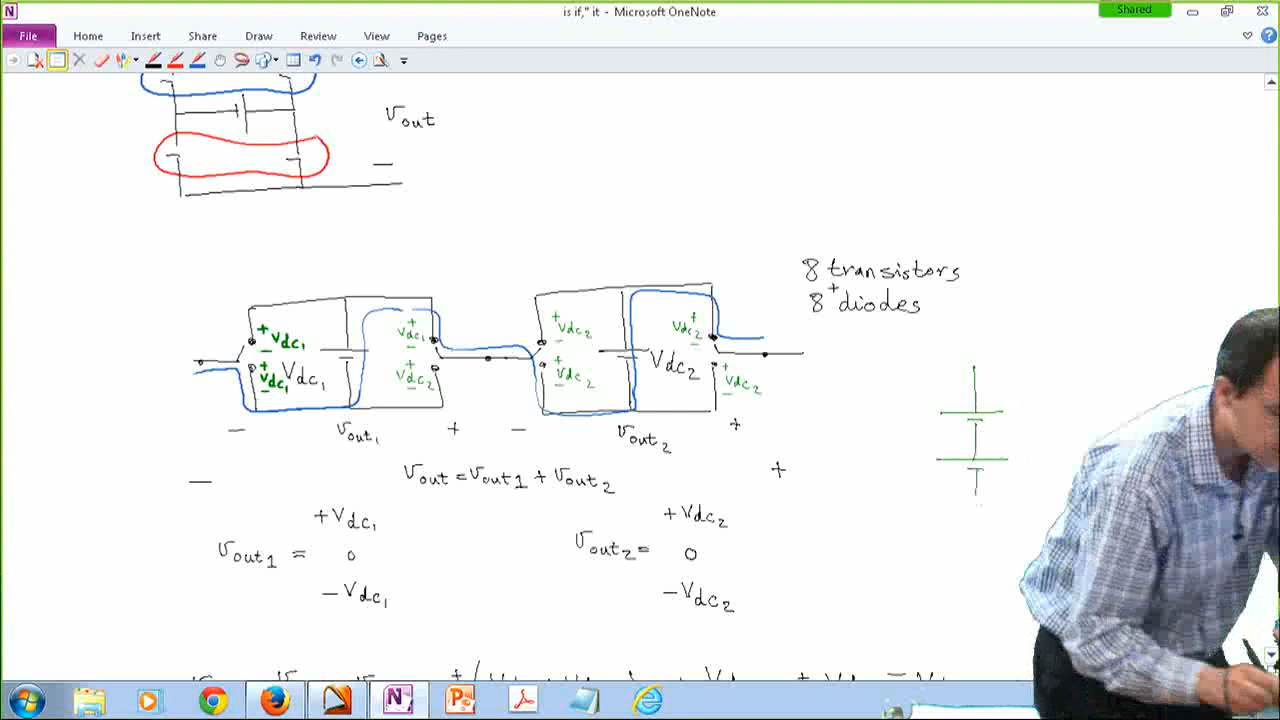 is if," it - Microsoft OneNote
Shared
File Home Insert Share Draw Review View Pages
Vout
−
8 transistors
+
8 diodes
+ Vdc1 −
+ Vdc1 −
Vdc1
+ Vdc1 −
+ Vdc2 −
+ Vdc2 −
+ Vdc2 −
Vdc2
+ Vdc2 −
+ Vdc2 −
− Vout1 + − Vout2 +
− Vout = Vout1 + Vout2 +
+Vdc1 +Vdc2
Vout1 = 0 Vout2 = 0
−Vdc1 −Vdc2